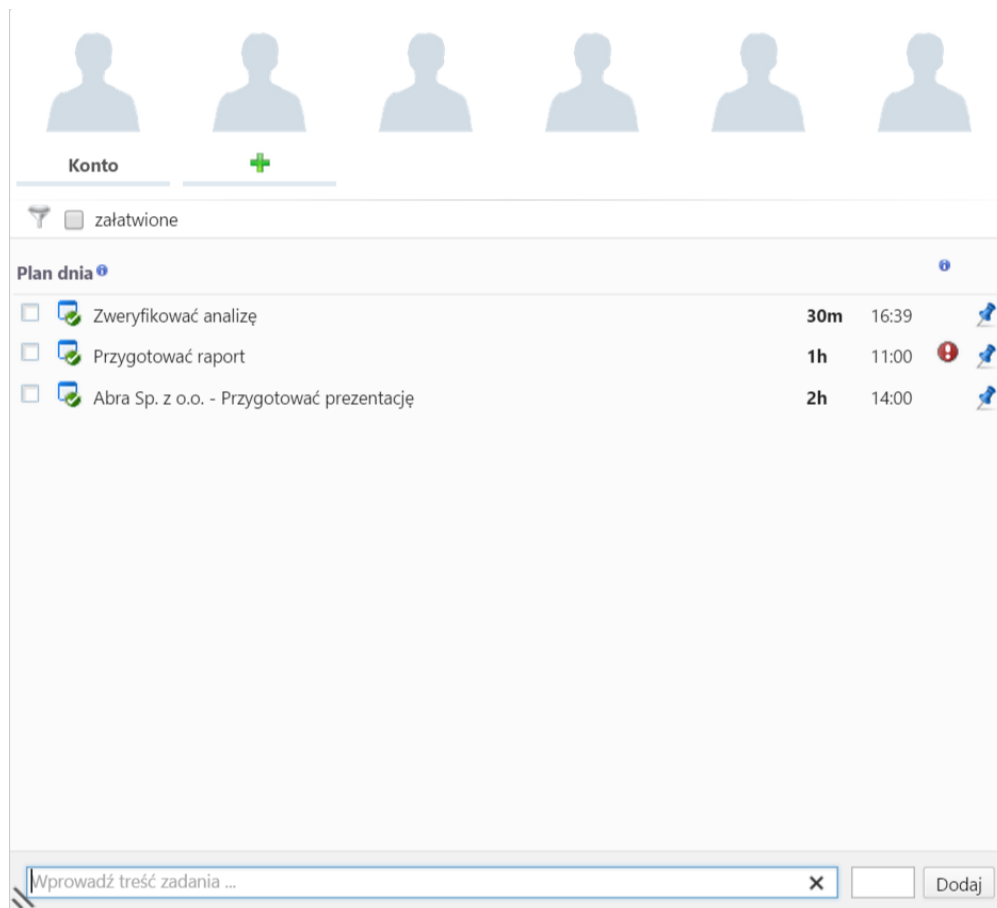 Konto
załatwione
Plan dnia
Zweryfikować analizę 30m 16:39
Przygotować raport 1h 11:00
Abra Sp. z o.o. - Przygotować prezentację 2h 14:00
Wprowadź treść zadania ...
Dodaj